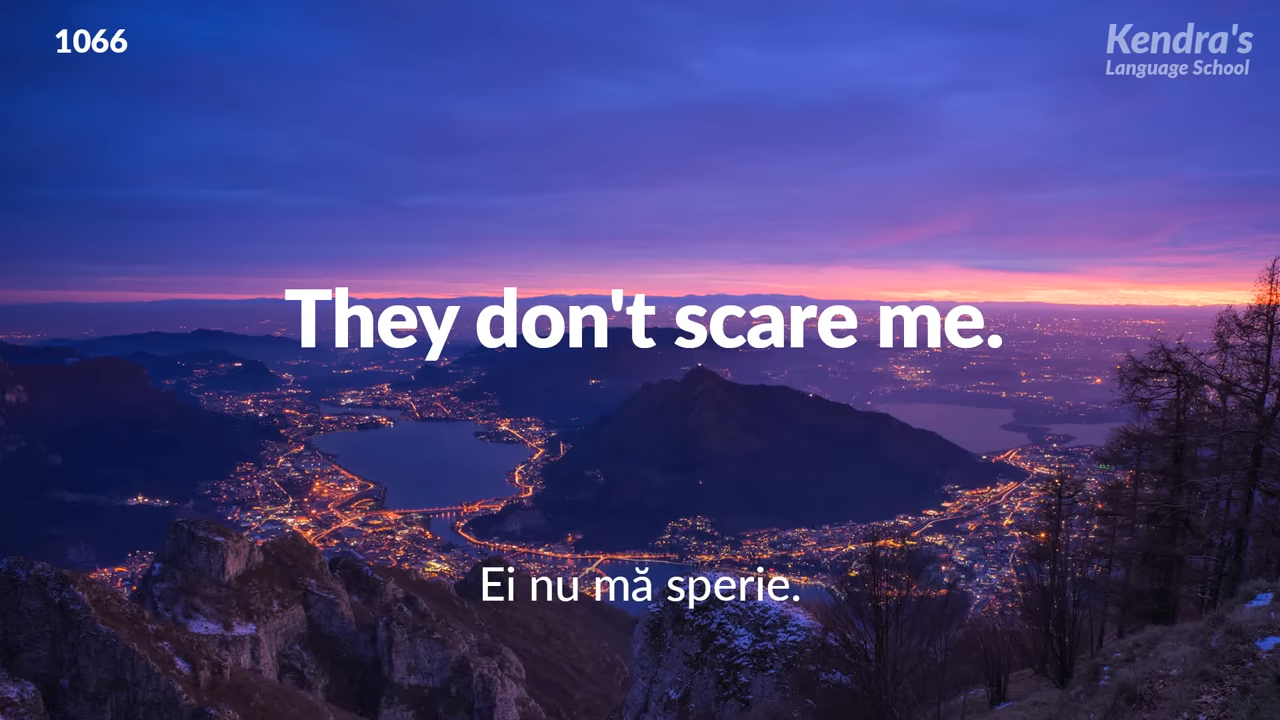 1066
Kendra's
Language School
They don't scare me.
Ei nu mă sperie.